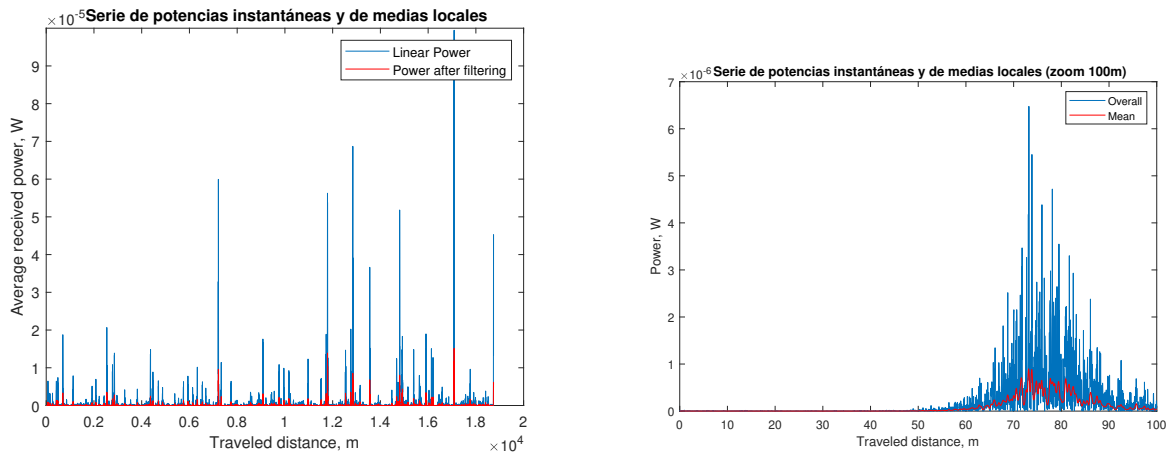 ×10⁻⁵ Serie de potencias instantáneas y de medias locales
Linear Power
Power after filtering
Average received power, W
9
8
7
6
5
4
3
2
1
0
0 0.2 0.4 0.6 0.8 1 1.2 1.4 1.6 1.8 2
Traveled distance, m
×10⁴
×10⁻⁶ Serie de potencias instantáneas y de medias locales (zoom 100m)
Overall
Mean
Power, W
7
6
5
4
3
2
1
0
0 10 20 30 40 50 60 70 80 90 100
Traveled distance, m